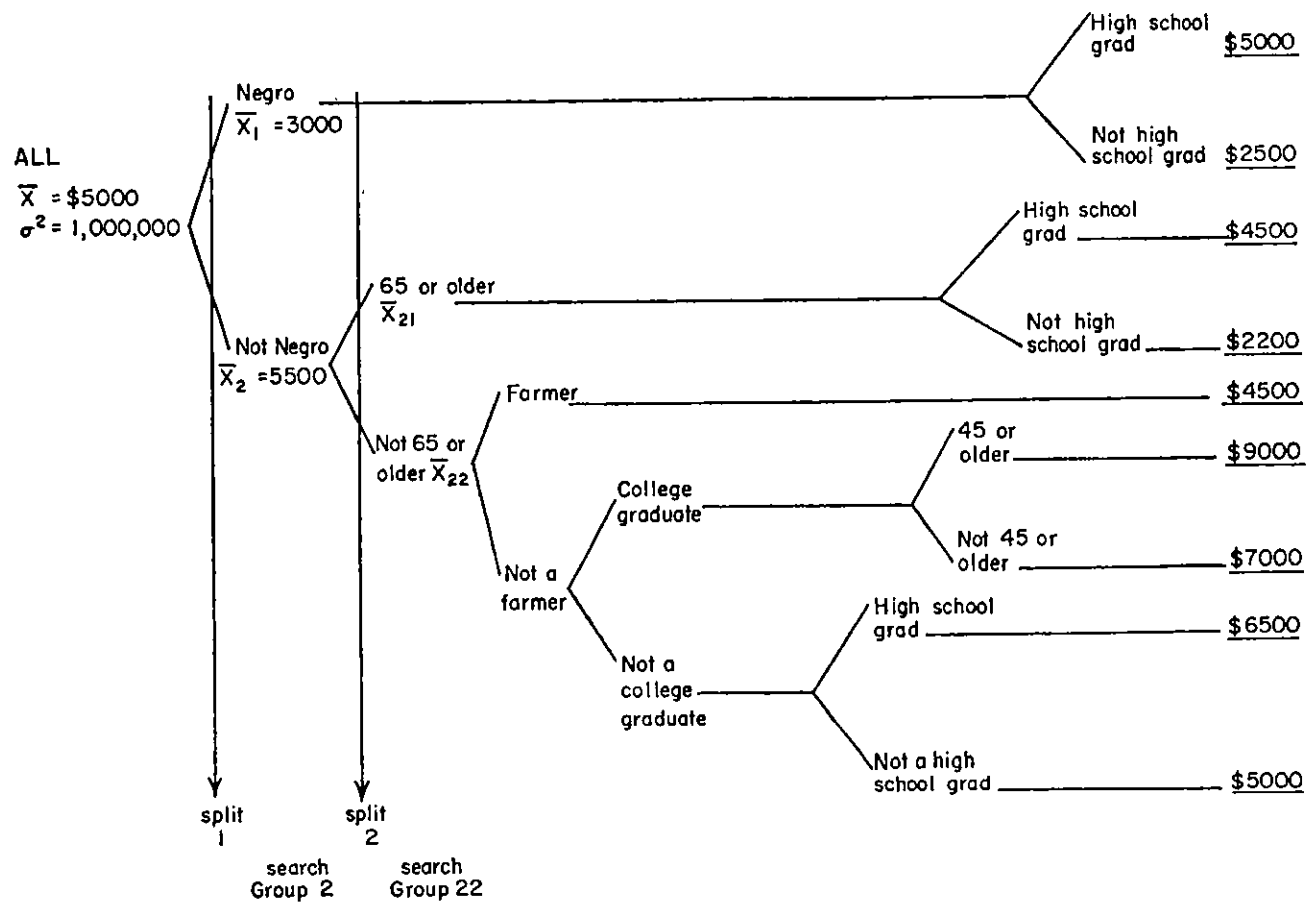 High school
grad $5000
Negro
X̄₁ = 3000
Not high
school grad $2500
ALL
X̄ = $5000
σ² = 1,000,000
High school
grad $4500
65 or older
X̄₂₁
Not high
school grad $2200
Not Negro
X̄₂ = 5500
Farmer $4500
Not 65 or
older X̄₂₂
45 or
older $9000
College
graduate
Not 45 or
older $7000
Not a
farmer
High school
grad $6500
Not a
college
graduate
Not a high
school grad $5000
split
1
split
2
search
Group 2
search
Group 22